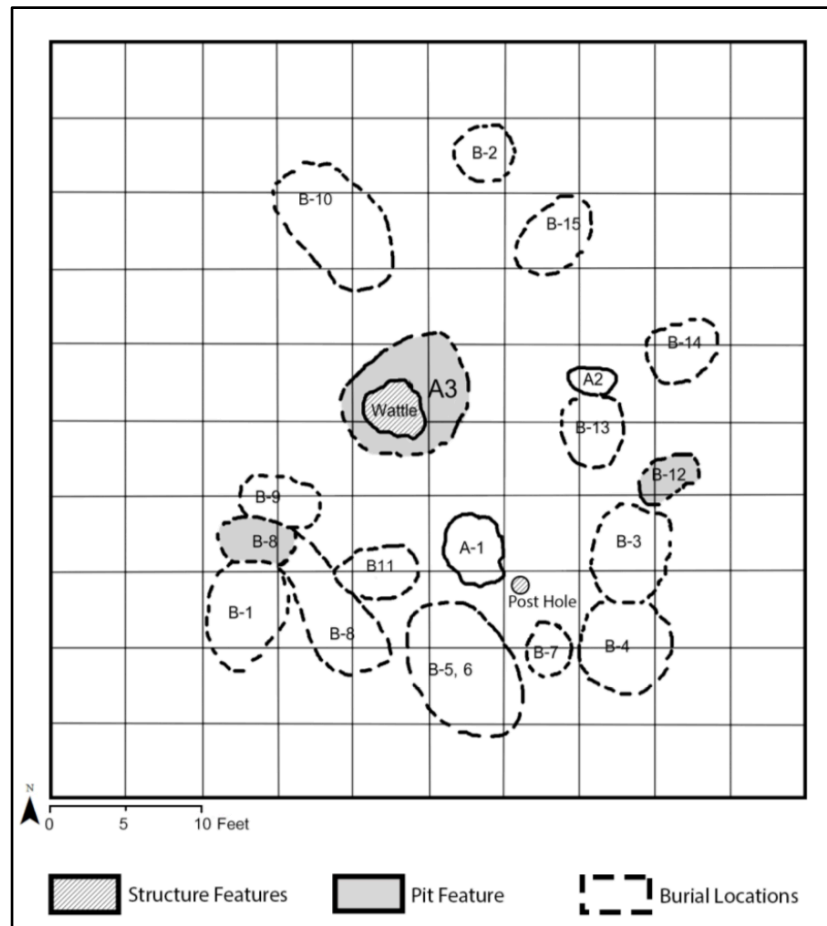 B-2
B-10
B-15
B-14
A3
A2
Wattle
B-13
B-12
B-9
B-8
A-1
B-3
B11
Post Hole
B-1
B-8
B-7
B-4
B-5, 6
N
0 5 10 Feet
Structure Features Pit Feature Burial Locations